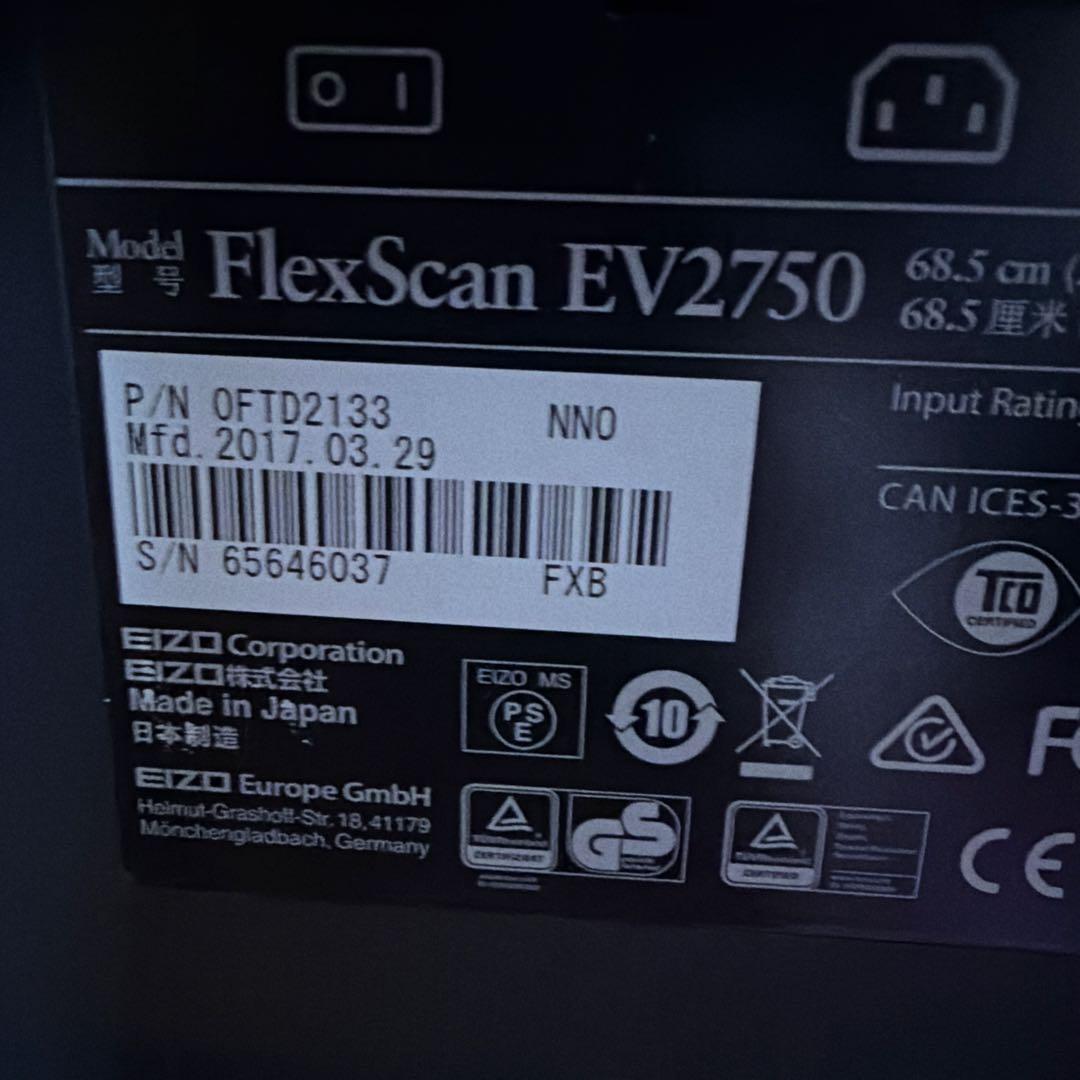 Model FlexScan EV2750
型 号
68.5 cm (
68.5 厘米
P/N 0FTD2133 NN0
Mfd. 2017.03.29
S/N 65646037 FXB
Input Rating
CAN ICES-3
TCO
CERTIFIED
EIZO Corporation
EIZO株式会社
Made in Japan
日本制造
EIZO MS
PS
E
10
EIZO Europe GmbH
Helmut-Grashoff-Str. 18, 41179
Mönchengladbach, Germany
GS
CE